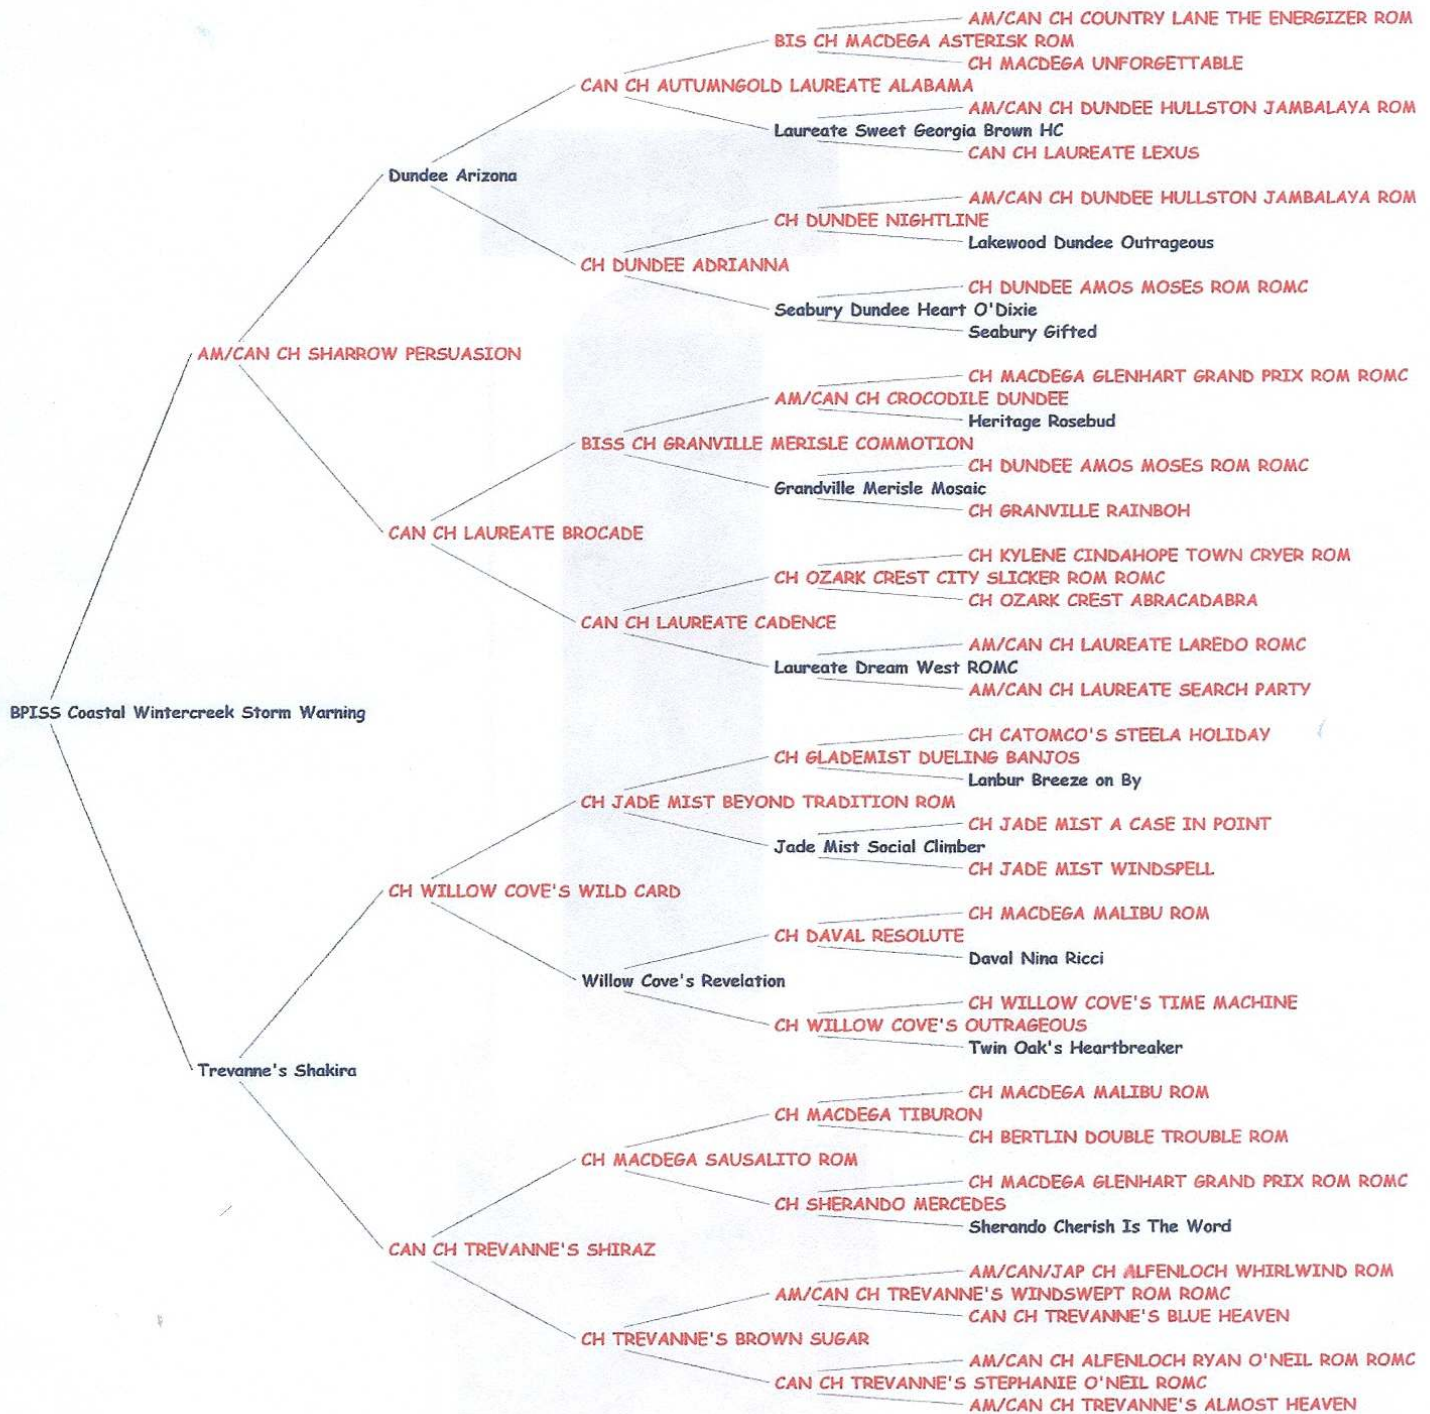 AM/CAN CH COUNTRY LANE THE ENERGIZER ROM
BIS CH MACDEGA ASTERISK ROM
CH MACDEGA UNFORGETTABLE
CAN CH AUTUMNGOLD LAUREATE ALABAMA
AM/CAN CH DUNDEE HULLSTON JAMBALAYA ROM
Laureate Sweet Georgia Brown HC
CAN CH LAUREATE LEXUS
Dundee Arizona
AM/CAN CH DUNDEE HULLSTON JAMBALAYA ROM
CH DUNDEE NIGHTLINE
Lakewood Dundee Outrageous
CH DUNDEE ADRIANNA
CH DUNDEE AMOS MOSES ROM ROMC
Seabury Dundee Heart O'Dixie
Seabury Gifted
AM/CAN CH SHARROW PERSUASION
CH MACDEGA GLENHART GRAND PRIX ROM ROMC
AM/CAN CH CROCODILE DUNDEE
Heritage Rosebud
BISS CH GRANVILLE MERISLE COMMOTION
CH DUNDEE AMOS MOSES ROM ROMC
Grandville Merisle Mosaic
CH GRANVILLE RAINBOH
CAN CH LAUREATE BROCADE
CH KYLENE CINDAHOPE TOWN CRYER ROM
CH OZARK CREST CITY SLICKER ROM ROMC
CH OZARK CREST ABRACADABRA
CAN CH LAUREATE CADENCE
AM/CAN CH LAUREATE LAREDO ROMC
Laureate Dream West ROMC
AM/CAN CH LAUREATE SEARCH PARTY
BPISS Coastal Wintercreek Storm Warning
CH CATOMCO'S STEELA HOLIDAY
CH GLADEMIST DUELING BANJOS
Lanbur Breeze on By
CH JADE MIST BEYOND TRADITION ROM
CH JADE MIST A CASE IN POINT
Jade Mist Social Climber
CH JADE MIST WINDSPELL
CH WILLOW COVE'S WILD CARD
CH MACDEGA MALIBU ROM
CH DAVAL RESOLUTE
Daval Nina Ricci
Willow Cove's Revelation
CH WILLOW COVE'S TIME MACHINE
CH WILLOW COVE'S OUTRAGEOUS
Twin Oak's Heartbreaker
Trevanne's Shakira
CH MACDEGA MALIBU ROM
CH MACDEGA TIBURON
CH BERTLIN DOUBLE TROUBLE ROM
CH MACDEGA SAUSALITO ROM
CH MACDEGA GLENHART GRAND PRIX ROM ROMC
CH SHERANDO MERCEDES
Sherando Cherish Is The Word
CAN CH TREVANNE'S SHIRAZ
AM/CAN/JAP CH ALFENLOCH WHIRLWIND ROM
AM/CAN CH TREVANNE'S WINDSWEPT ROM ROMC
CAN CH TREVANNE'S BLUE HEAVEN
CH TREVANNE'S BROWN SUGAR
AM/CAN CH ALFENLOCH RYAN O'NEIL ROM ROMC
CAN CH TREVANNE'S STEPHANIE O'NEIL ROMC
AM/CAN CH TREVANNE'S ALMOST HEAVEN